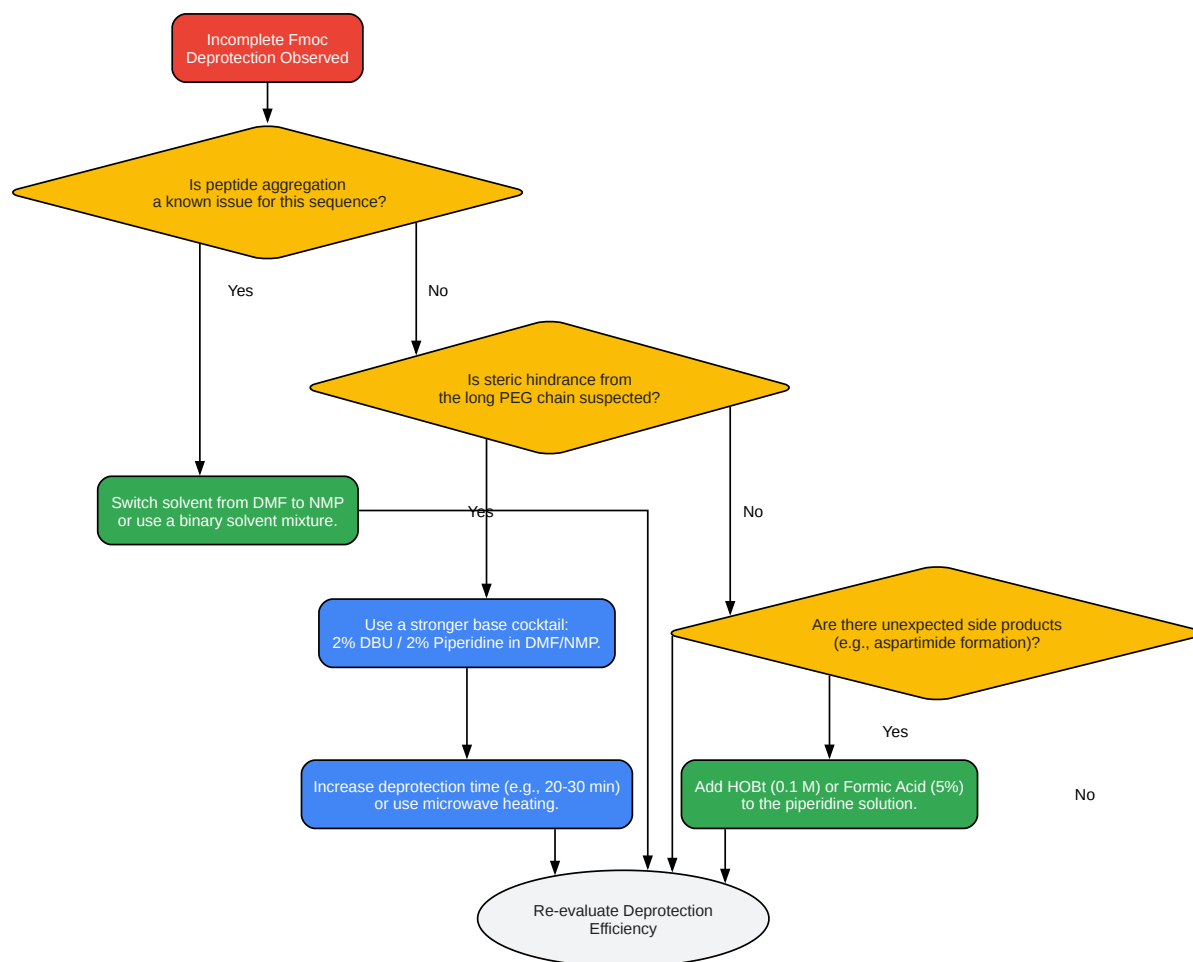 Incomplete Fmoc
Deprotection Observed
Is peptide aggregation
a known issue for this sequence?
Yes
No
Is steric hindrance from
the long PEG chain suspected?
Switch solvent from DMF to NMP
or use a binary solvent mixture.
Yes
No
Use a stronger base cocktail:
2% DBU / 2% Piperidine in DMF/NMP.
Are there unexpected side products
(e.g., aspartimide formation)?
Yes
Increase deprotection time (e.g., 20-30 min)
or use microwave heating.
Add HOBt (0.1 M) or Formic Acid (5%)
to the piperidine solution.
No
Re-evaluate Deprotection
Efficiency